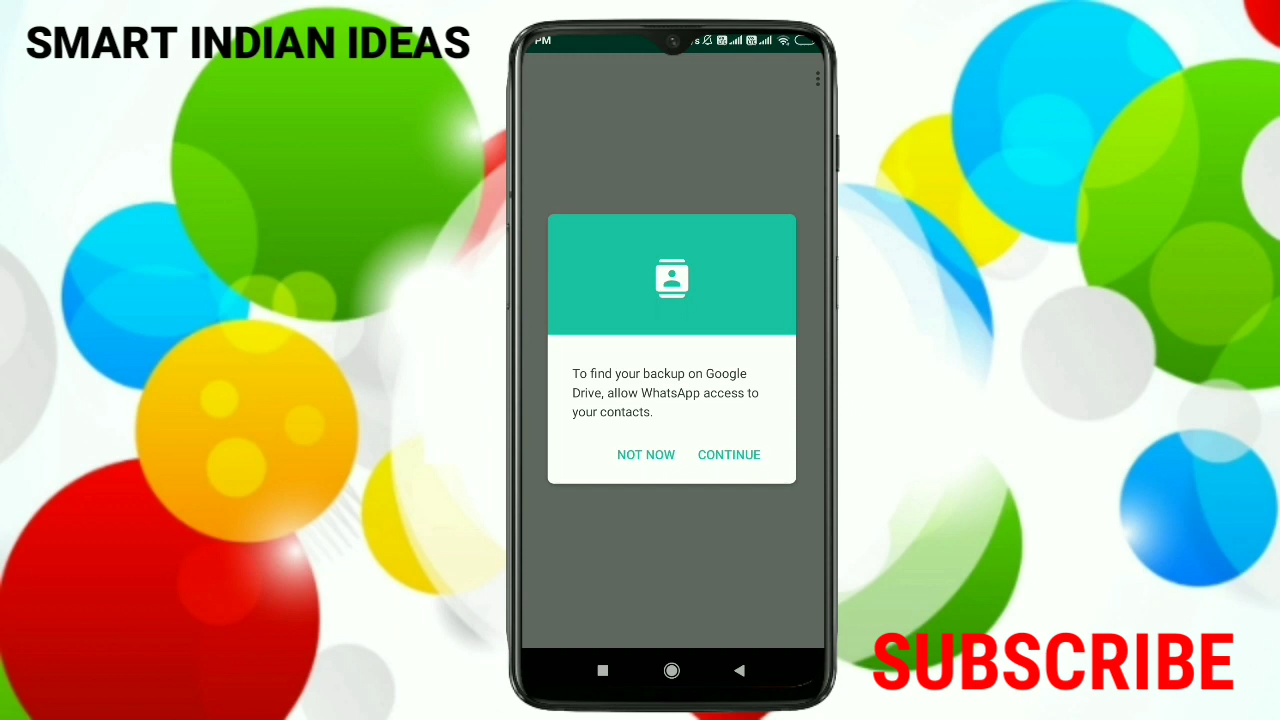 SMART INDIAN IDEAS
PM
To find your backup on Google
Drive, allow WhatsApp access to
your contacts.
NOT NOW CONTINUE
SUBSCRIBE